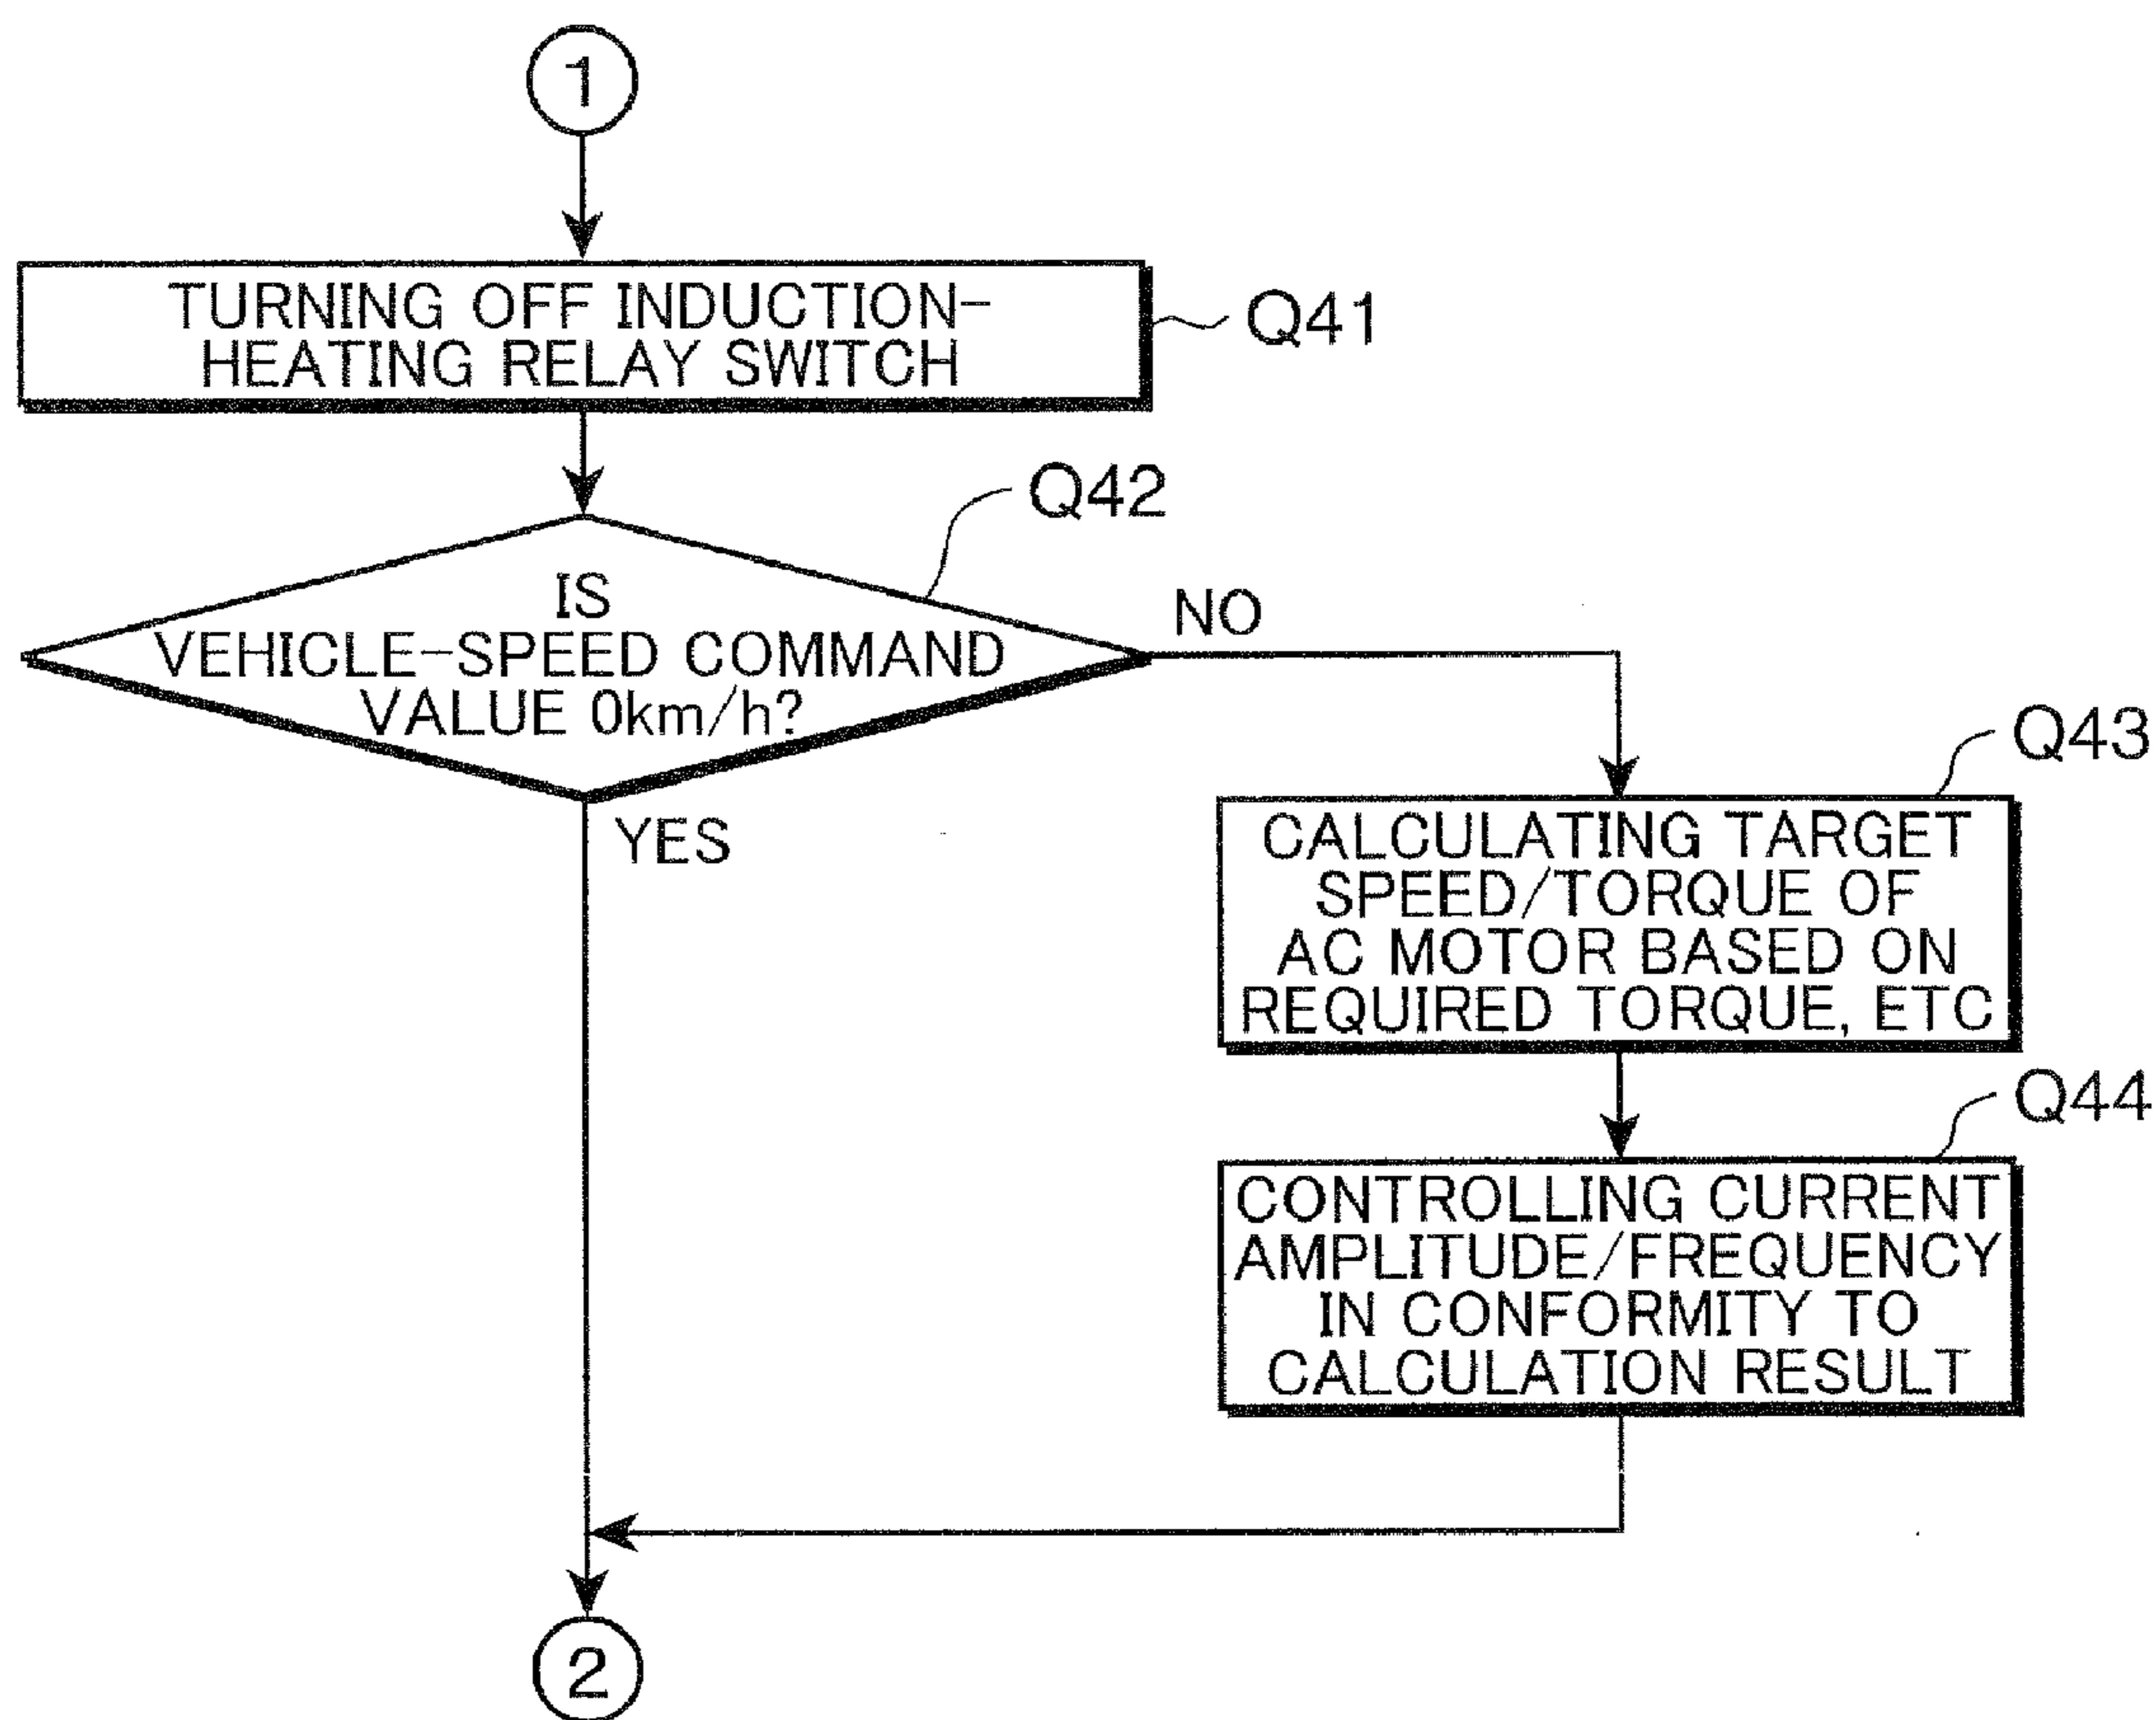 1
TURNING OFF INDUCTION-
HEATING RELAY SWITCH
Q41
Q42
IS
VEHICLE-SPEED COMMAND
VALUE 0km/h?
NO
YES
Q43
CALCULATING TARGET
SPEED/TORQUE OF
AC MOTOR BASED ON
REQUIRED TORQUE, ETC
Q44
CONTROLLING CURRENT
AMPLITUDE/FREQUENCY
IN CONFORMITY TO
CALCULATION RESULT
2